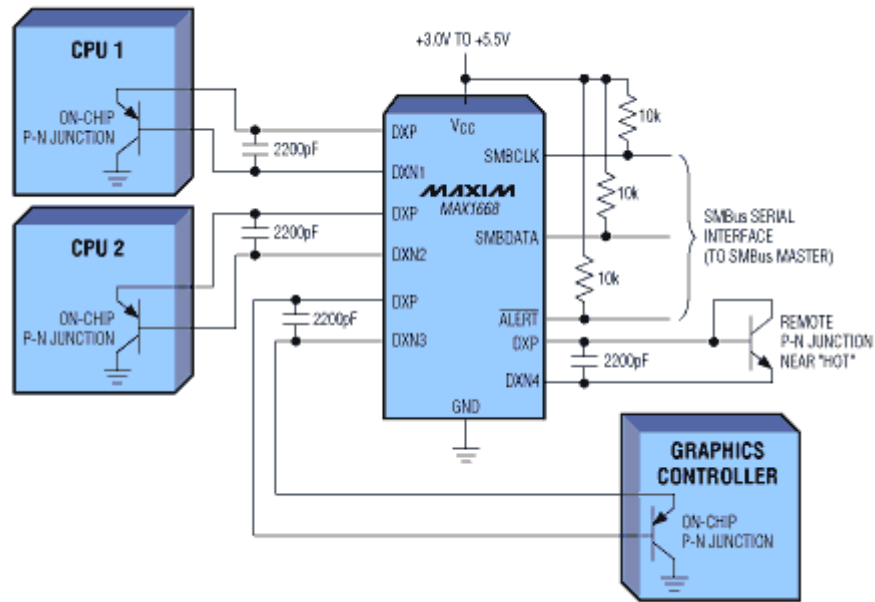 +3.0V TO +5.5V
CPU 1
ON-CHIP
P-N JUNCTION
2200pF
DXP
DXN1
VCC
SMBCLK
10k
MAXIM
MAX1668
CPU 2
ON-CHIP
P-N JUNCTION
2200pF
DXP
DXN2
SMBDATA
10k
SMBus SERIAL
INTERFACE
(TO SMBus MASTER)
2200pF
DXP
DXN3
ALERT
10k
DXP
DXN4
2200pF
REMOTE
P-N JUNCTION
NEAR "HOT"
GND
GRAPHICS
CONTROLLER
ON-CHIP
P-N JUNCTION